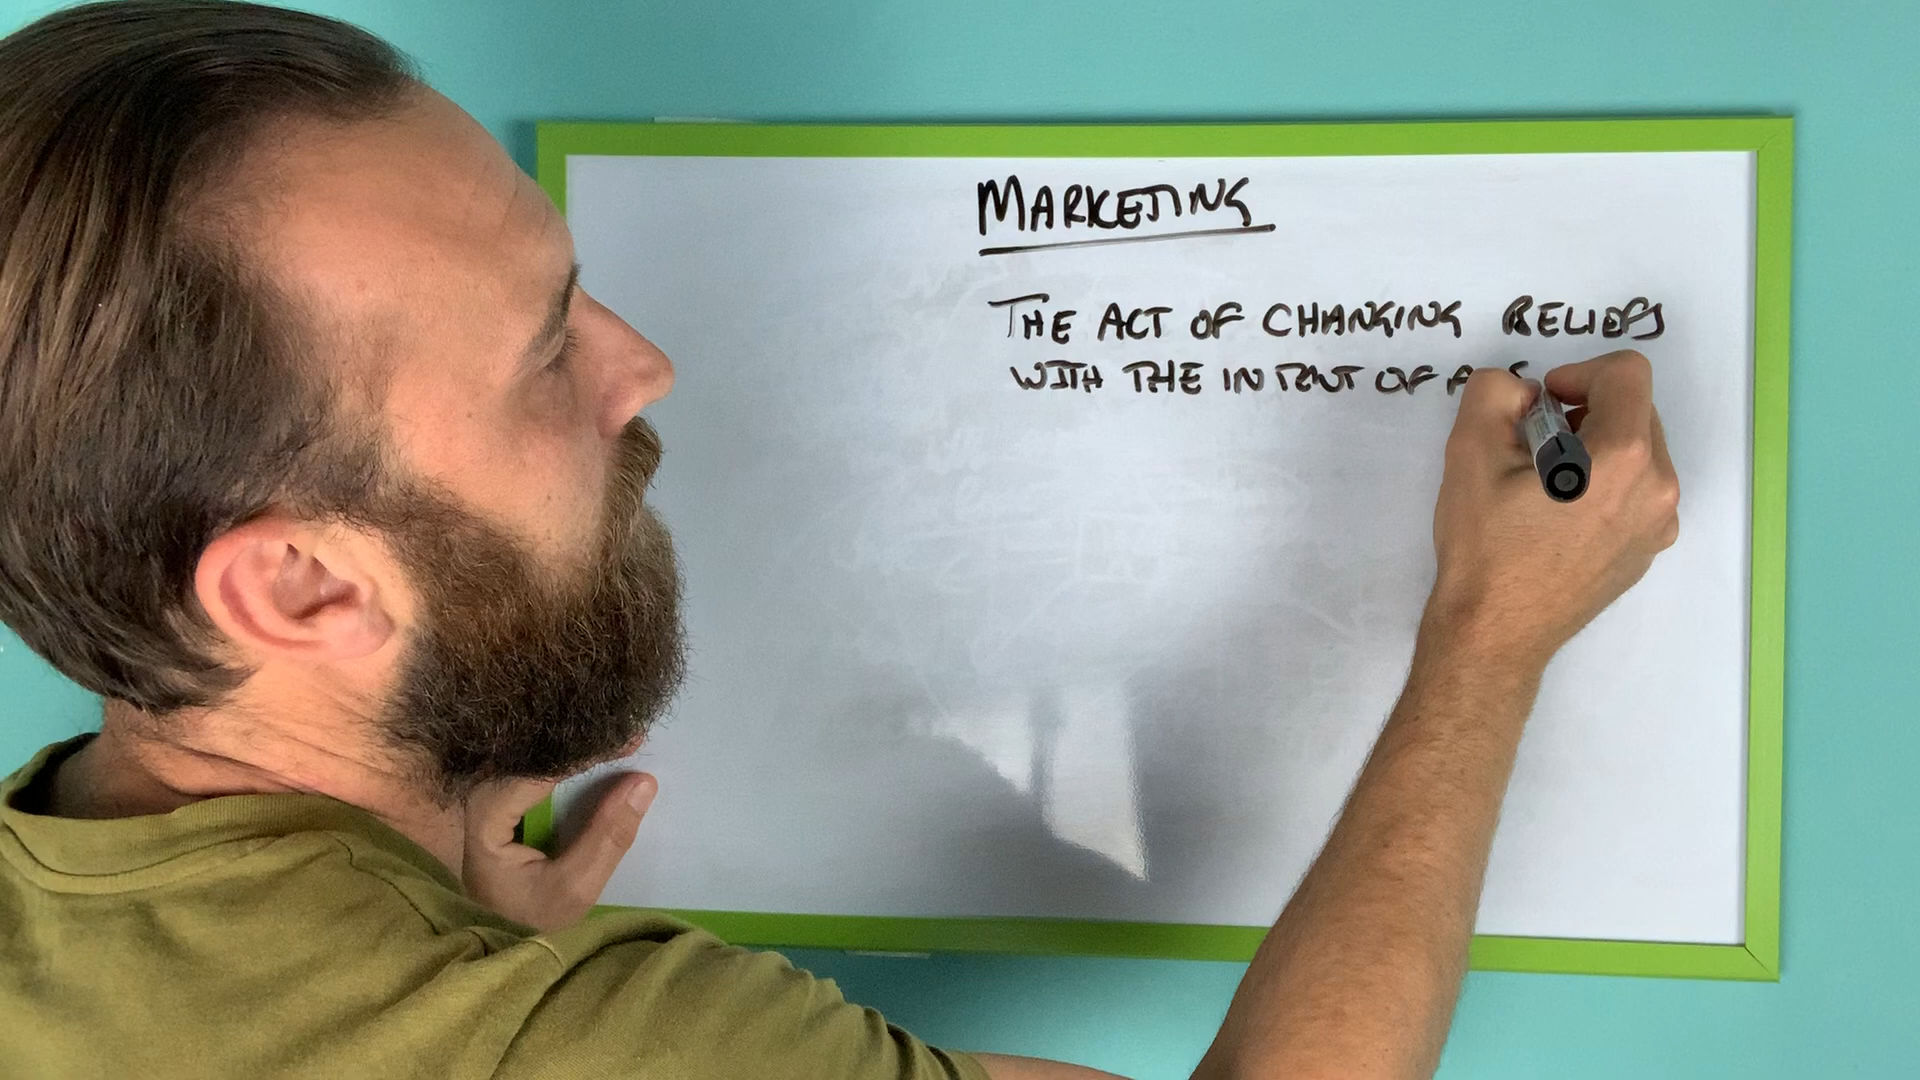 MARKETING
THE ACT OF CHANGING BELIEFS
WITH THE INTENT OF A